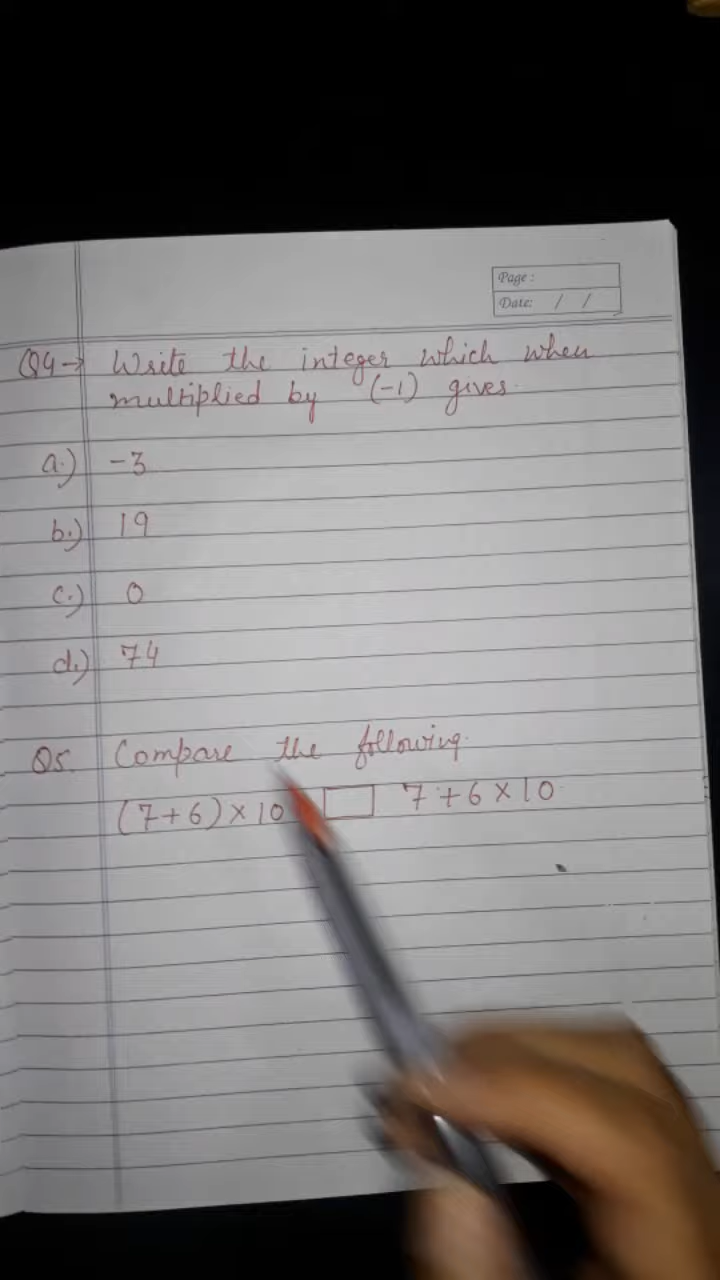 Page :
Date: / /
Q4→ Write the integer which when
multiplied by (-1) gives.
a.) -3
b.) 19
c.) 0
d.) 74
Q5. Compare the following.
(7+6)×10 □ 7+6×10